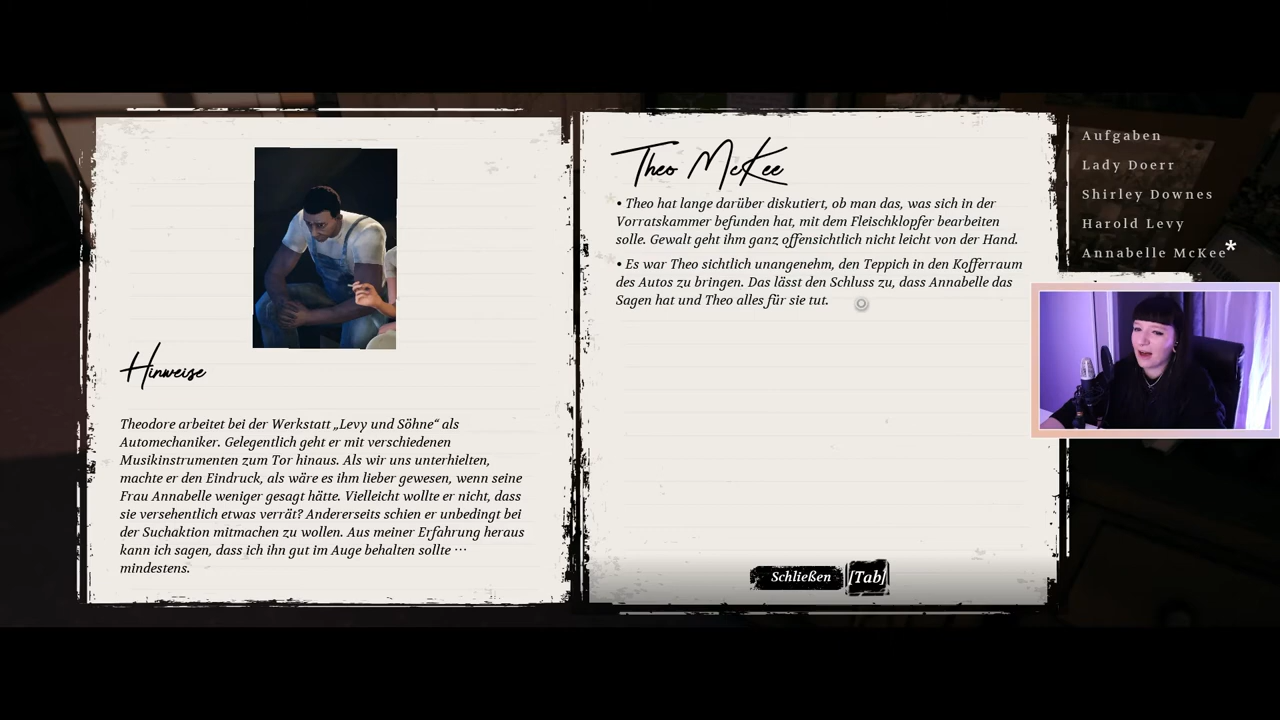 Hinweise
Theodore arbeitet bei der Werkstatt „Levy und Söhne“ als
Automechaniker. Gelegentlich geht er mit verschiedenen
Musikinstrumenten zum Tor hinaus. Als wir uns unterhielten,
machte er den Eindruck, als wäre es ihm lieber gewesen, wenn seine
Frau Annabelle weniger gesagt hätte. Vielleicht wollte er nicht, dass
sie versehentlich etwas verrät? Andererseits schien er unbedingt bei
der Suchaktion mitmachen zu wollen. Aus meiner Erfahrung heraus
kann ich sagen, dass ich ihn gut im Auge behalten sollte ···
mindestens.
Theo McKee
• Theo hat lange darüber diskutiert, ob man das, was sich in der
Vorratskammer befunden hat, mit dem Fleischklopfer bearbeiten
solle. Gewalt geht ihm ganz offensichtlich nicht leicht von der Hand.
• Es war Theo sichtlich unangenehm, den Teppich in den Kofferraum
des Autos zu bringen. Das lässt den Schluss zu, dass Annabelle das
Sagen hat und Theo alles für sie tut.
Schließen [Tab]
Aufgaben
Lady Doerr
Shirley Downes
Harold Levy
Annabelle McKee*